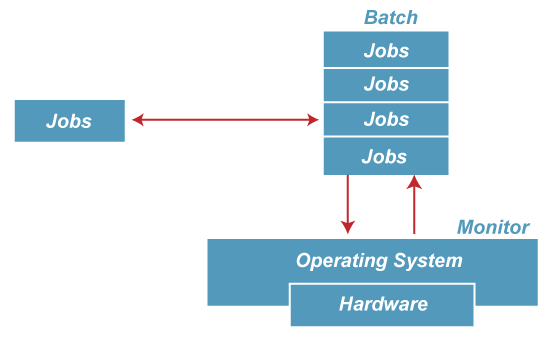 Batch
Jobs
Jobs
Jobs
Jobs
Jobs
Monitor
Operating System
Hardware